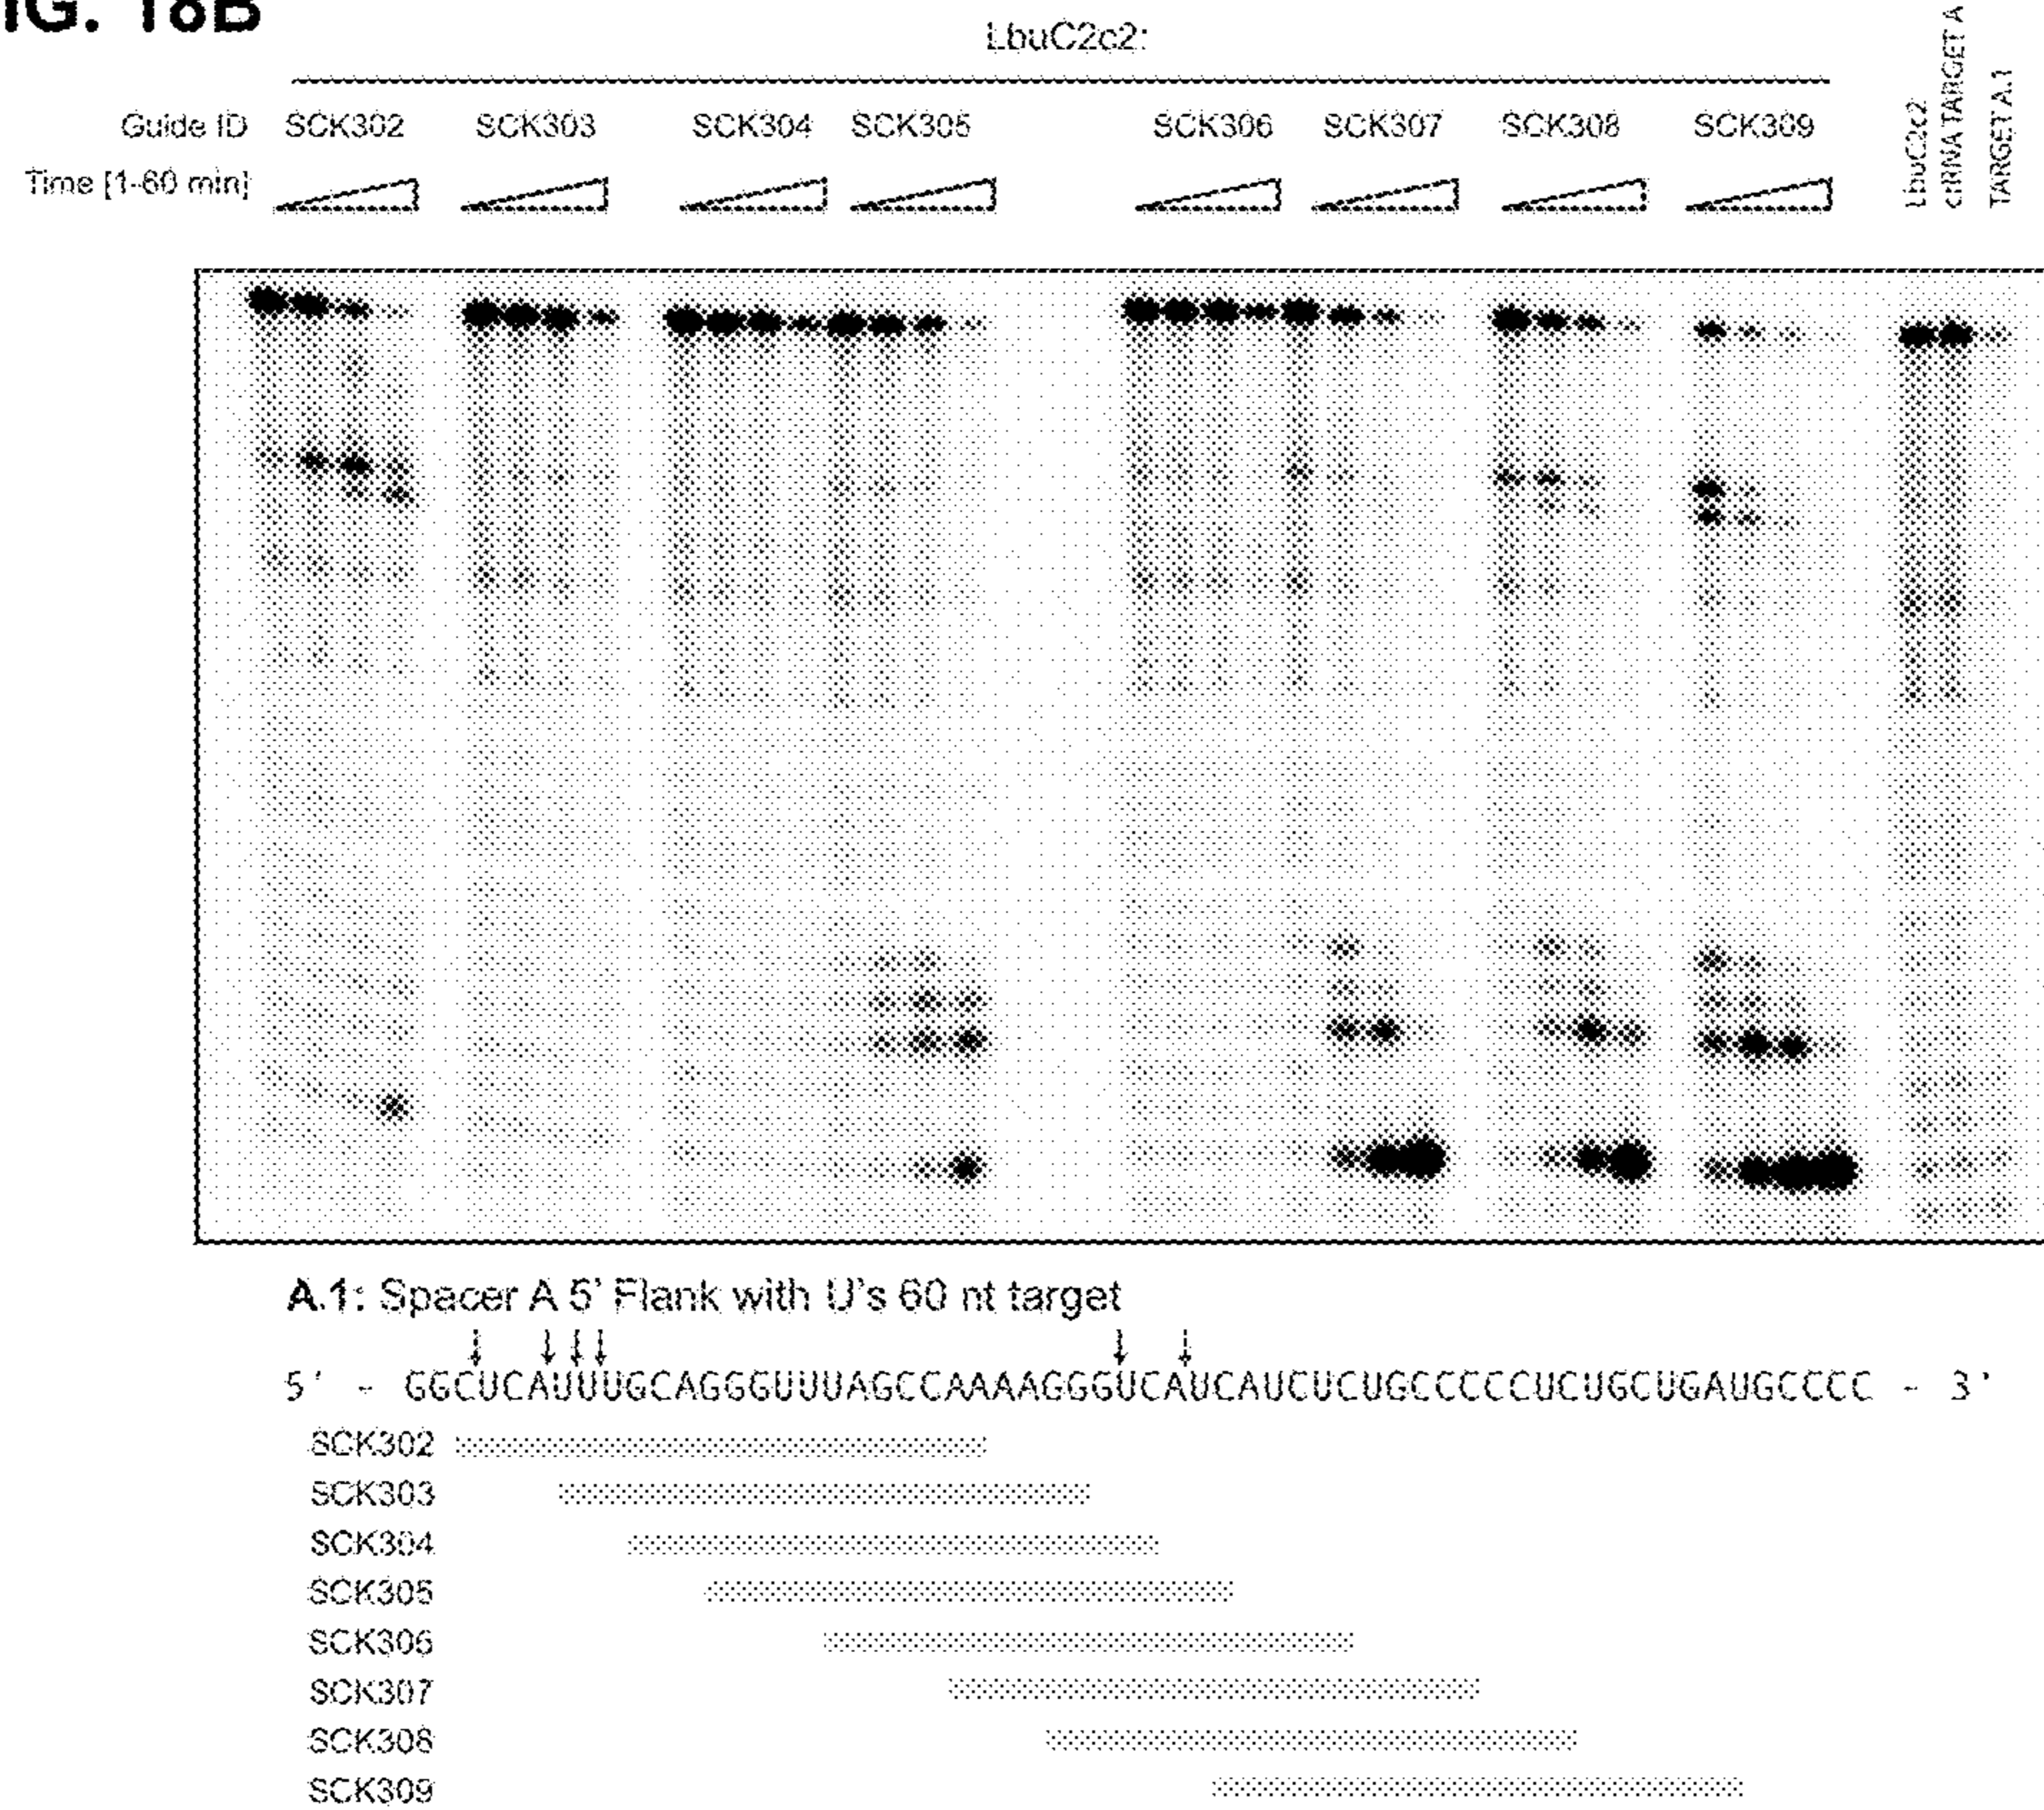 IG. 18B
LbuC2c2:
Guide ID SCK302 SCK303 SCK304 SCK305 SCK306 SCK307 SCK308 SCK309
Time [1-60 min]
LbuC2c2
crRNA TARGET A
TARGET A.1
A.1: Spacer A 5' Flank with U's 60 nt target
5' - GGCUCAUUUGCAGGGUUUAGCCAAAAGGGUCAUCAUCUCUGCCCCCUCUGCUGAUGCCCC - 3'
SCK302
SCK303
SCK304
SCK305
SCK306
SCK307
SCK308
SCK309